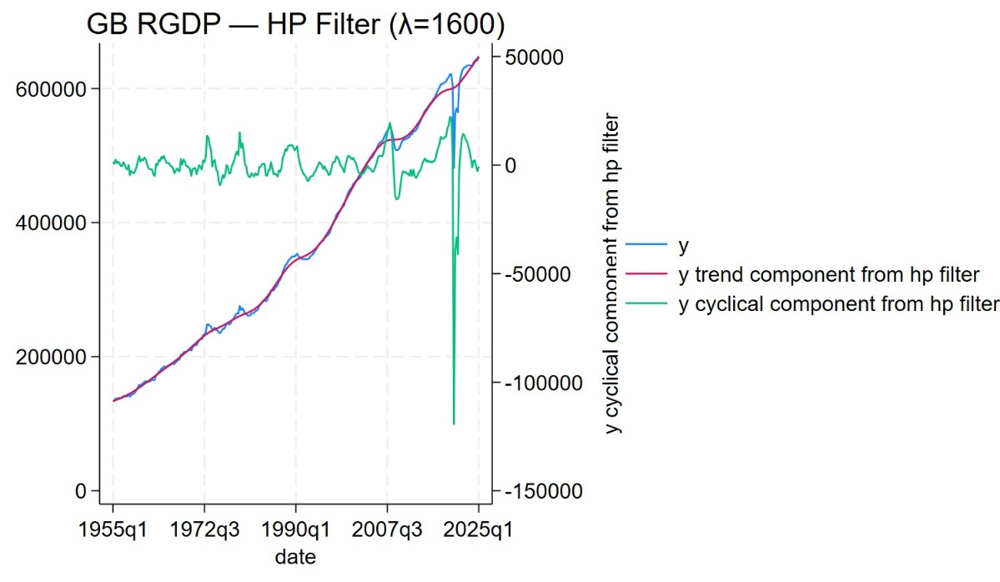 GB RGDP — HP Filter (λ=1600)
600000
400000
200000
0
50000
0
-50000
-100000
-150000
y cyclical component from hp filter
1955q1 1972q3 1990q1 2007q3 2025q1
date
y
y trend component from hp filter
y cyclical component from hp filter